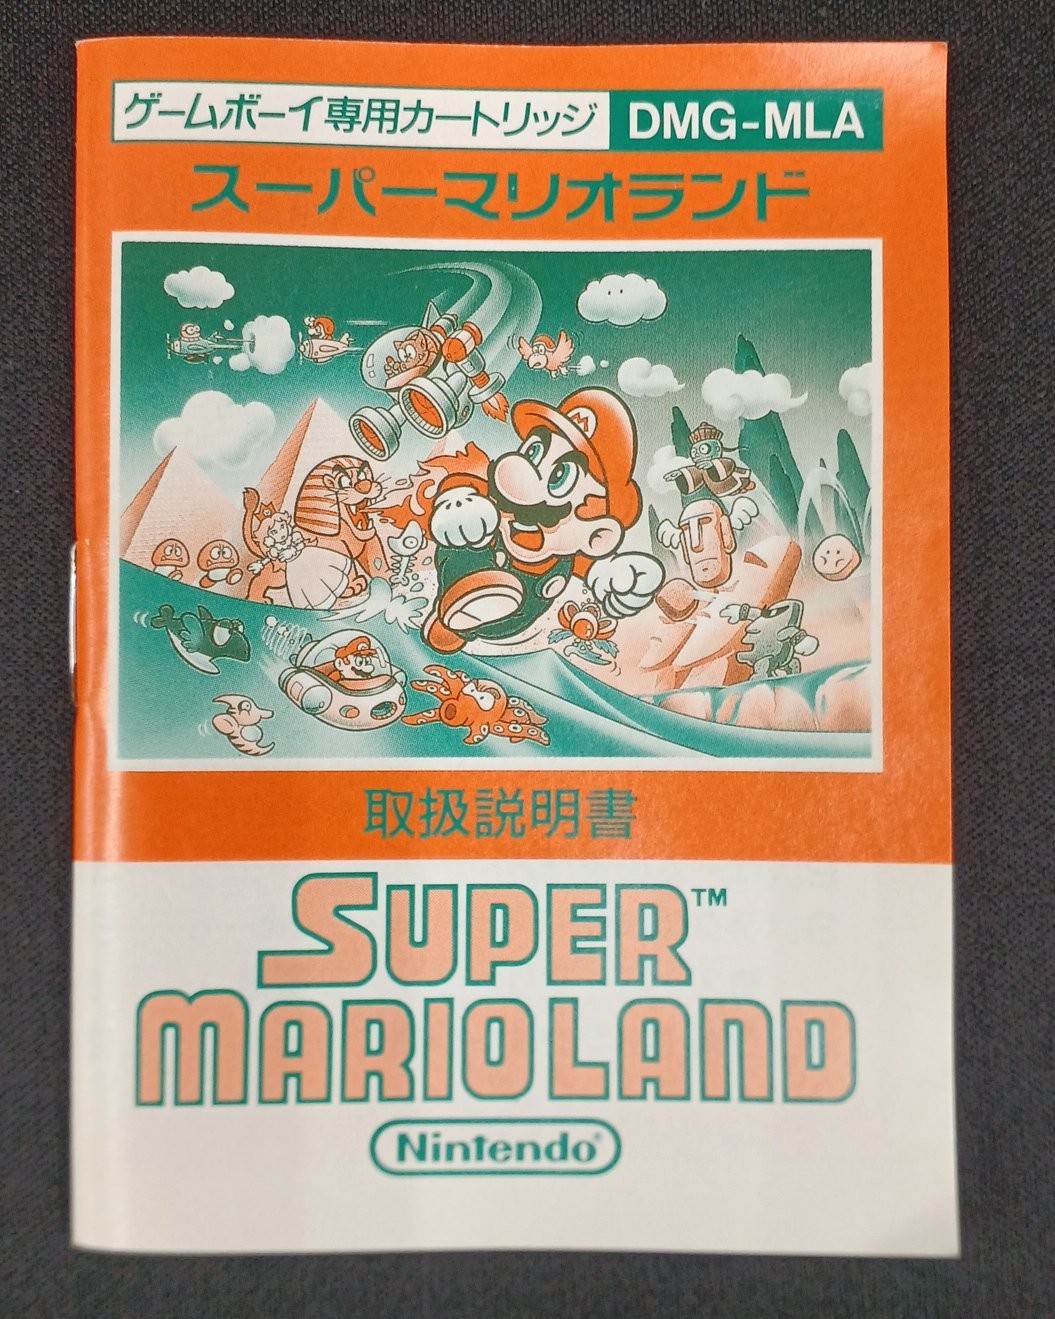 ゲームボーイ専用カートリッジ DMG-MLA
スーパーマリオランド
M
取扱説明書
SUPER™
MARIOLAND
Nintendo®